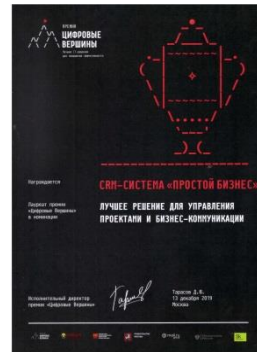 ПРЕМИЯ
ЦИФРОВЫЕ
ВЕРШИНЫ
Награждается
CRM-СИСТЕМА «ПРОСТОЙ БИЗНЕС»
Лауреат премии
«Цифровые Вершины»
в номинации
ЛУЧШЕЕ РЕШЕНИЕ ДЛЯ УПРАВЛЕНИЯ
ПРОЕКТАМИ И БИЗНЕС-КОММУНИКАЦИИ
Исполнительный директор
премии «Цифровые Вершины»
Тарасов Д.В.
13 декабря 2019
Москва